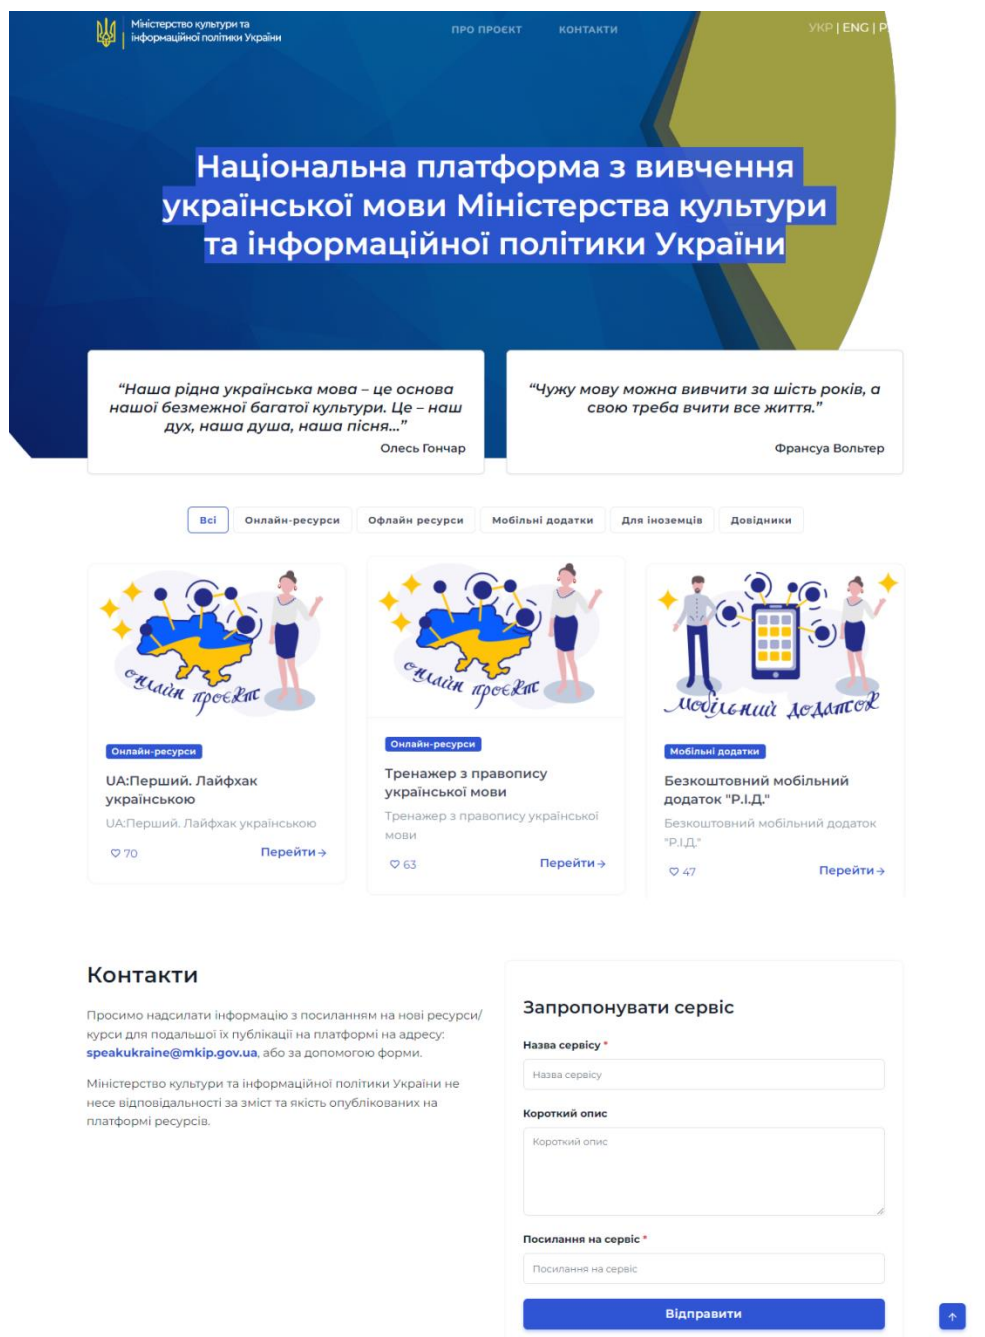 Міністерство культури та
інформаційної політики України
ПРО ПРОЄКТ
КОНТАКТИ
УКР | ENG |
Національна платформа з вивчення
української мови Міністерства культури
та інформаційної політики України
“Наша рідна українська мова – це основа
нашої безмежної багатої культури. Це – наш
дух, наша душа, наша пісня...”
Олесь Гончар
“Чужу мову можна вивчити за шість років, а
свою треба вчити все життя.”
Франсуа Вольтер
Всі
Онлайн-ресурси
Офлайн ресурси
Мобільні додатки
Для іноземців
Довідники
онлайн проєкт
Онлайн-ресурси
UA:Перший. Лайфхак
українською
UA:Перший. Лайфхак українською
70
Перейти→
онлайн проєкт
Онлайн-ресурси
Тренажер з правопису
української мови
Тренажер з правопису української
мови
63
Перейти→
мобільний додаток
Мобільні додатки
Безкоштовний мобільний
додаток "Р.І.Д."
Безкоштовний мобільний додаток
"Р.І.Д."
47
Перейти→
Контакти
Просимо надсилати інформацію з посиланням на нові ресурси/
курси для подальшої їх публікації на платформі на адресу:
speakukraine@mkip.gov.ua, або за допомогою форми.
Міністерство культури та інформаційної політики України не
несе відповідальності за зміст та якість опублікованих на
платформі ресурсів.
Запропонувати сервіс
Назва сервісу *
Назва сервісу
Короткий опис
Короткий опис
Посилання на сервіс *
Посилання на сервіс
Відправити